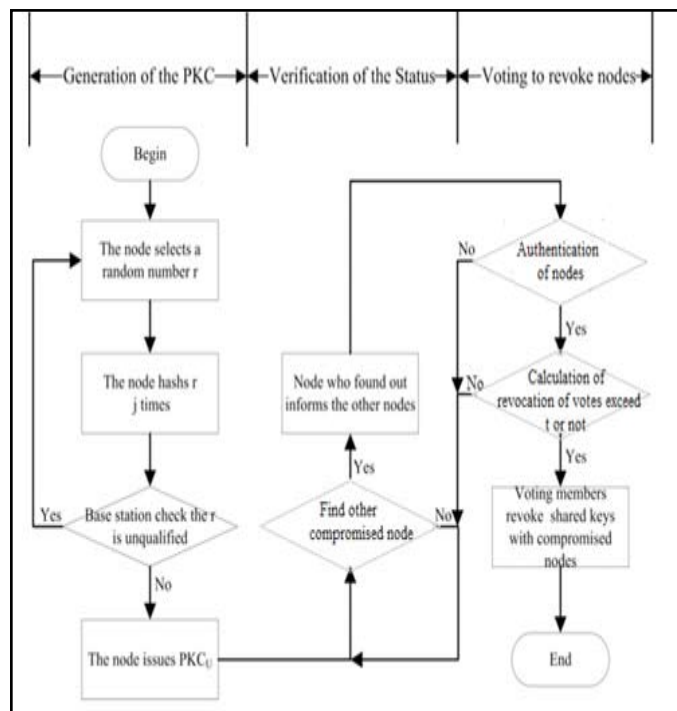 Generation of the PKC
Verification of the Status
Voting to revoke nodes
Begin
The node selects a
random number r
The node hashs r
j times
Base station check the r
is unqualified
Yes
No
The node issues PKCU
Node who found out
informs the other nodes
Yes
Find other
compromised node
No
Authentication
of nodes
No
Yes
Calculation of
revocation of votes exceed
t or not
No
Yes
Voting members
revoke shared keys
with compromised
nodes
End